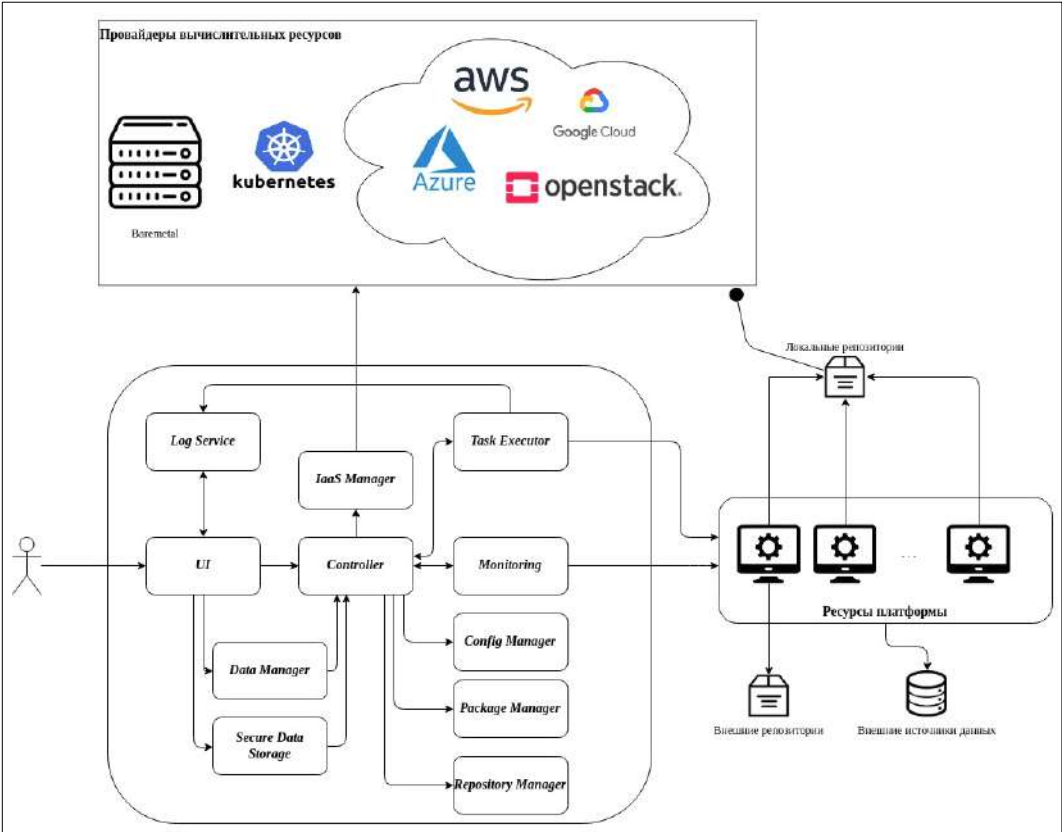 Провайдеры вычислительных ресурсов
aws
Google Cloud
kubernetes
Azure
openstack.
Baremetal
Локальные репозитории
Log Service
Task Executor
IaaS Manager
UI
Controller
Monitoring
...
Ресурсы платформы
Config Manager
Data Manager
Package Manager
Secure Data
Storage
Внешние репозитории
Внешние источники данных
Repository Manager